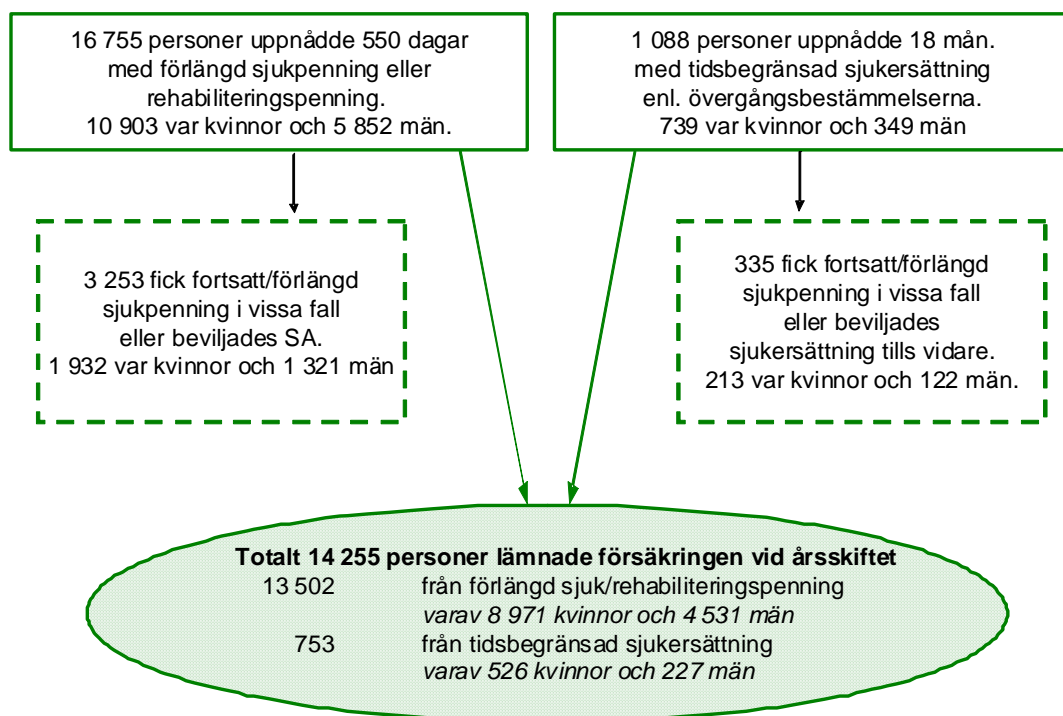 16 755 personer uppnådde 550 dagar
med förlängd sjukpenning eller
rehabiliteringspenning.
10 903 var kvinnor och 5 852 män.
1 088 personer uppnådde 18 mån.
med tidsbegränsad sjukersättning
enl. övergångsbestämmelserna.
739 var kvinnor och 349 män
3 253 fick fortsatt/förlängd
sjukpenning i vissa fall
eller beviljades SA.
1 932 var kvinnor och 1 321 män
335 fick fortsatt/förlängd
sjukpenning i vissa fall
eller beviljades
sjukersättning tills vidare.
213 var kvinnor och 122 män.
Totalt 14 255 personer lämnade försäkringen vid årsskiftet
13 502 från förlängd sjuk/rehabiliteringspenning
varav 8 971 kvinnor och 4 531 män
753 från tidsbegränsad sjukersättning
varav 526 kvinnor och 227 män